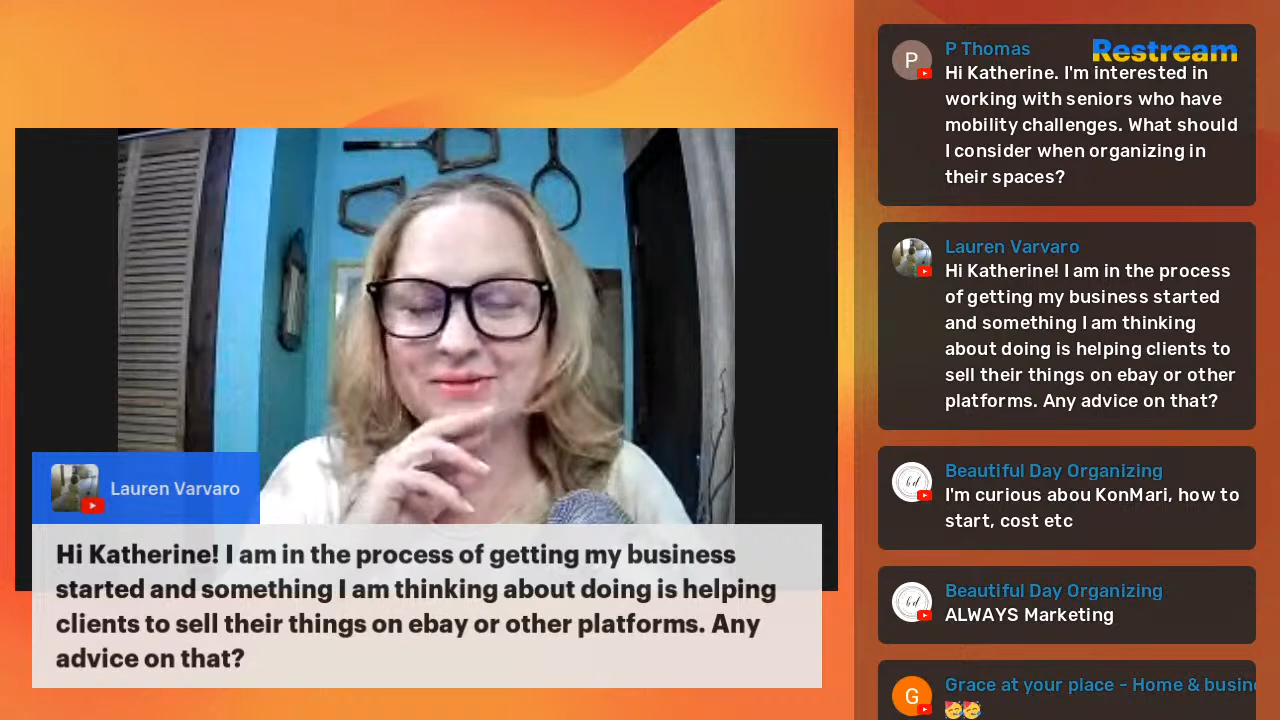 Restream
P Thomas
P
Hi Katherine. I'm interested in
working with seniors who have
mobility challenges. What should
I consider when organizing in
their spaces?
Lauren Varvaro
Hi Katherine! I am in the process
of getting my business started
and something I am thinking
about doing is helping clients to
sell their things on ebay or other
platforms. Any advice on that?
Beautiful Day Organizing
bd
I'm curious abou KonMari, how to
start, cost etc
Beautiful Day Organizing
bd
ALWAYS Marketing
Grace at your place - Home & busin
G
Lauren Varvaro
Hi Katherine! I am in the process of getting my business
started and something I am thinking about doing is helping
clients to sell their things on ebay or other platforms. Any
advice on that?